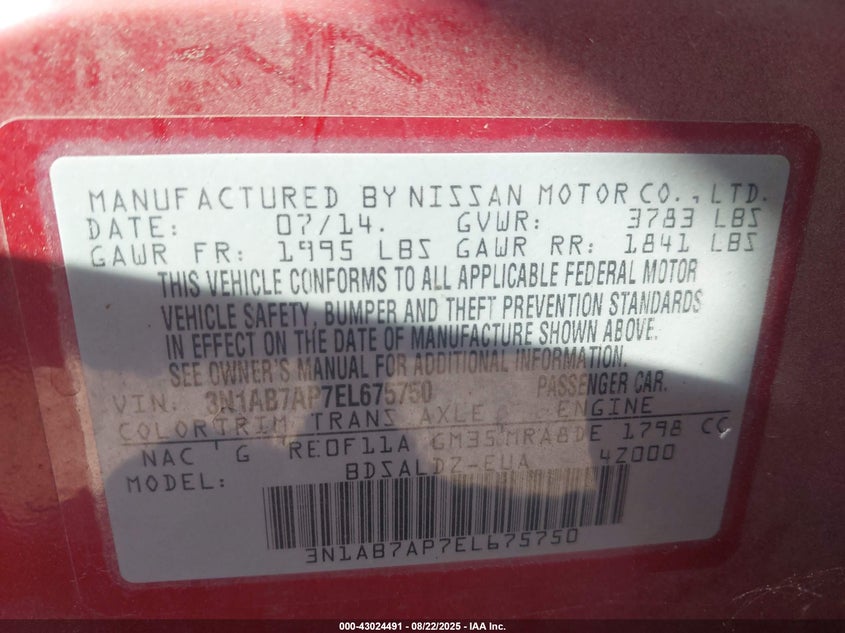 MANUFACTURED BY NISSAN MOTOR CO., LTD.
DATE: 07/14. GVWR: 3783 LBS
GAWR FR: 1995 LBS GAWR RR: 1841 LBS
THIS VEHICLE CONFORMS TO ALL APPLICABLE FEDERAL MOTOR
VEHICLE SAFETY, BUMPER AND THEFT PREVENTION STANDARDS
IN EFFECT ON THE DATE OF MANUFACTURE SHOWN ABOVE.
SEE OWNER'S MANUAL FOR ADDITIONAL INFORMATION.
VIN: 3N1AB7AP7EL675750 PASSENGER CAR.
COLOR TRIM TRANS AXLE ENGINE
NAC G RE0F11A GM35 MRA8DE 1798 CC
MODEL: BDSALDZ-EUA 4Z000
3N1AB7AP7EL675750
000-43024491 - 08/22/2025 - IAA Inc.